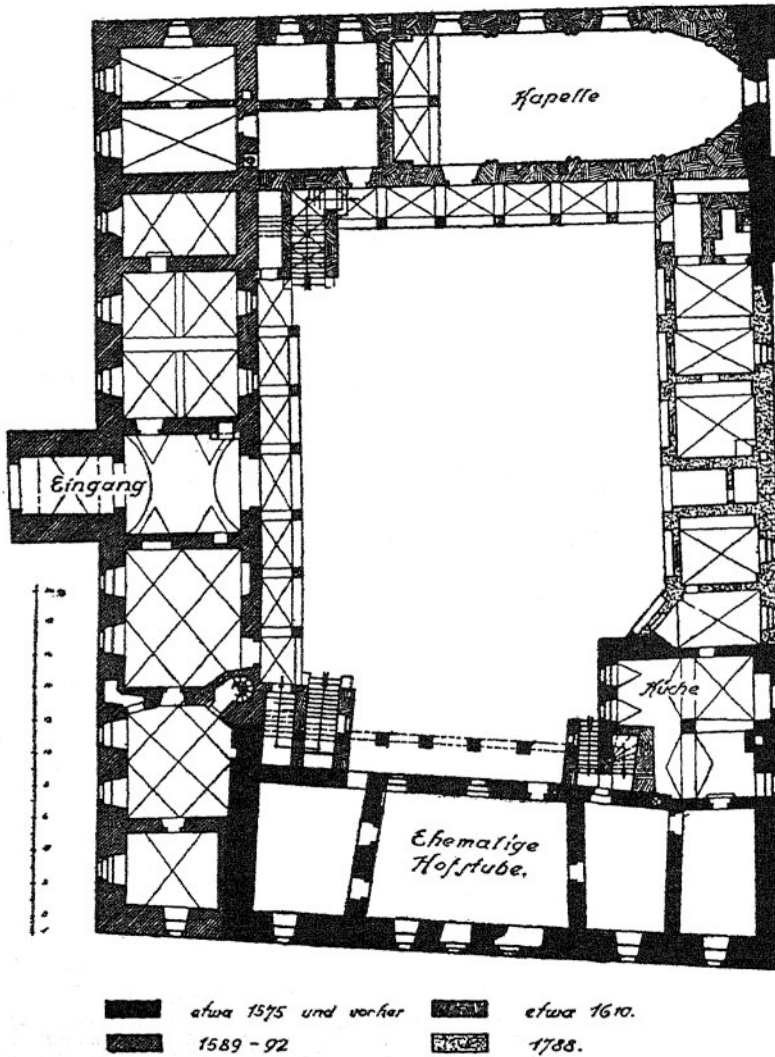 Kapelle
Eingang
Küche
Ehemalige
Hofstube.
etwa 1575 und vorher
etwa 1610.
1589-92
1788.